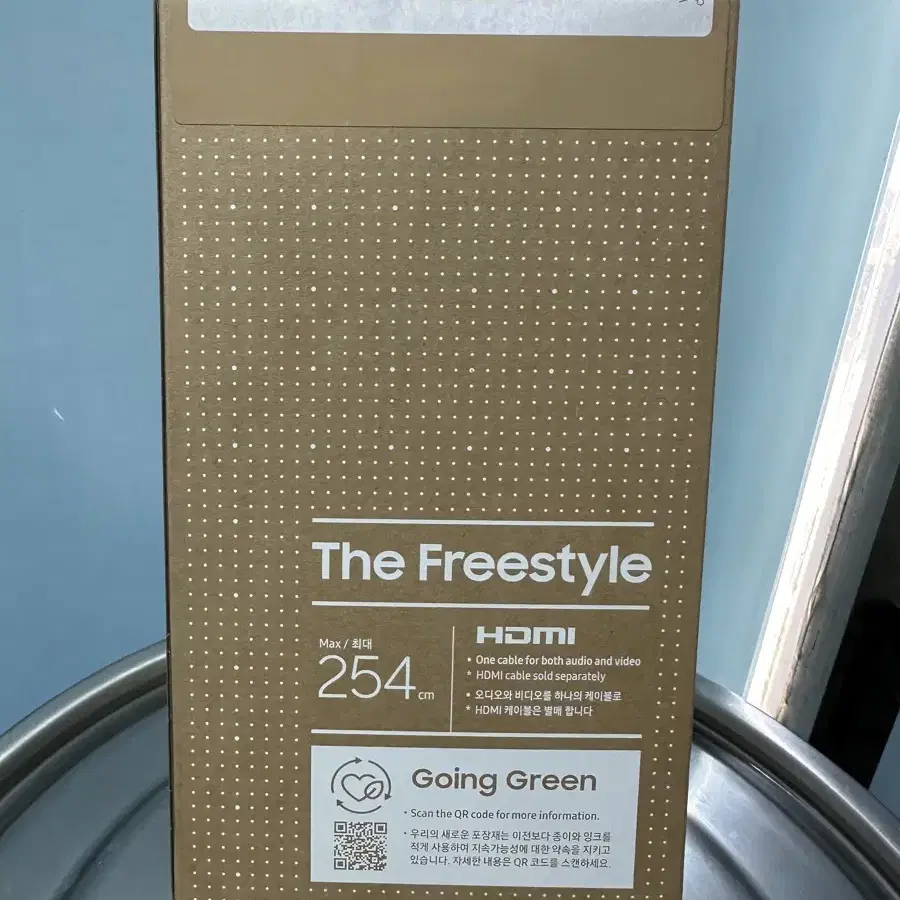 The Freestyle
Max / 최대
254 cm
HDMI
• One cable for both audio and video
* HDMI cable sold separately
• 오디오와 비디오를 하나의 케이블로
* HDMI 케이블은 별매 합니다
Going Green
• Scan the QR code for more information.
• 우리의 새로운 포장재는 이전보다 종이와 잉크를
적게 사용하여 지속가능성에 대한 약속을 지키고
있습니다. 자세한 내용은 QR 코드를 스캔하세요.